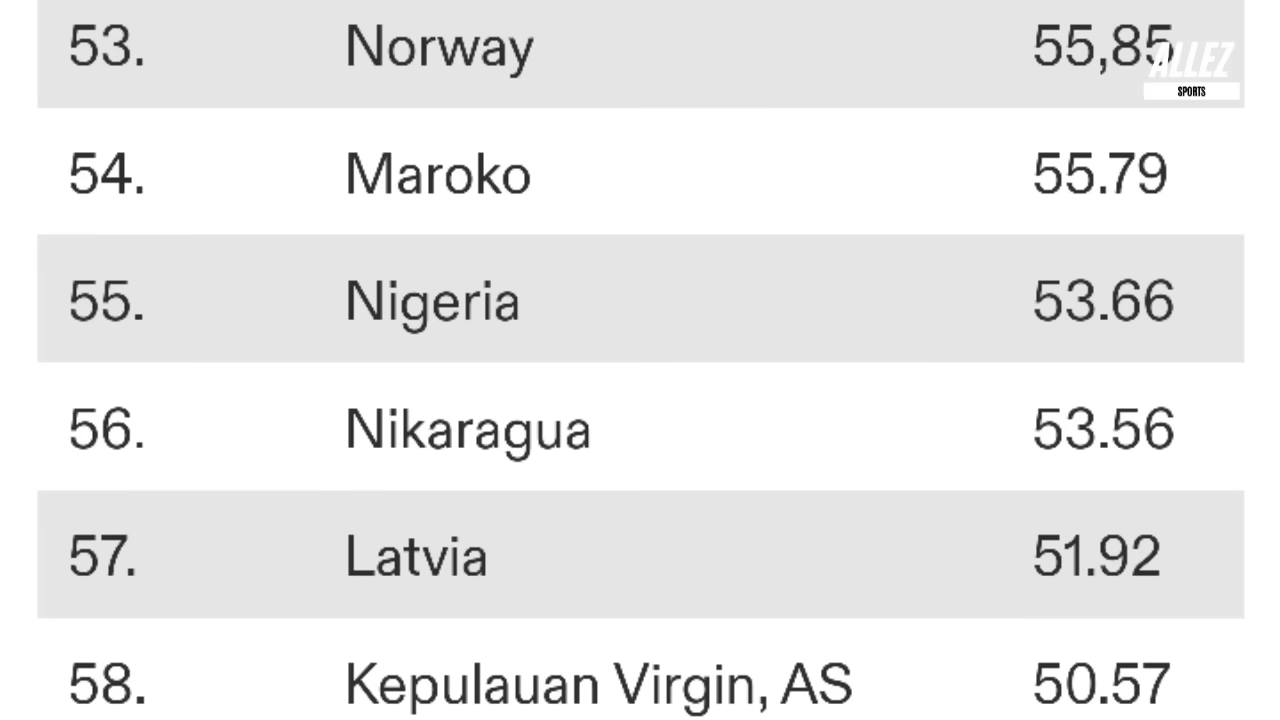 53. Norway 55,85
ALLEZ
SPORTS
54. Maroko 55.79
55. Nigeria 53.66
56. Nikaragua 53.56
57. Latvia 51.92
58. Kepulauan Virgin, AS 50.57